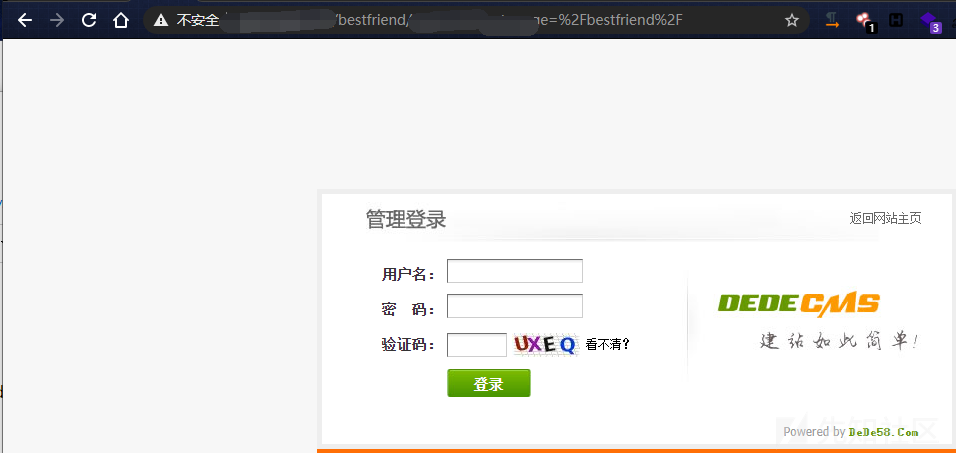 不安全
/bestfriend/
ge=%2Fbestfriend%2F
1
3
管理登录
返回网站主页
用户名：
密 码：
验证码：
UXEQ
看不清？
登录
DEDECMS
建站如此简单！
Powered by DeDe58.Com